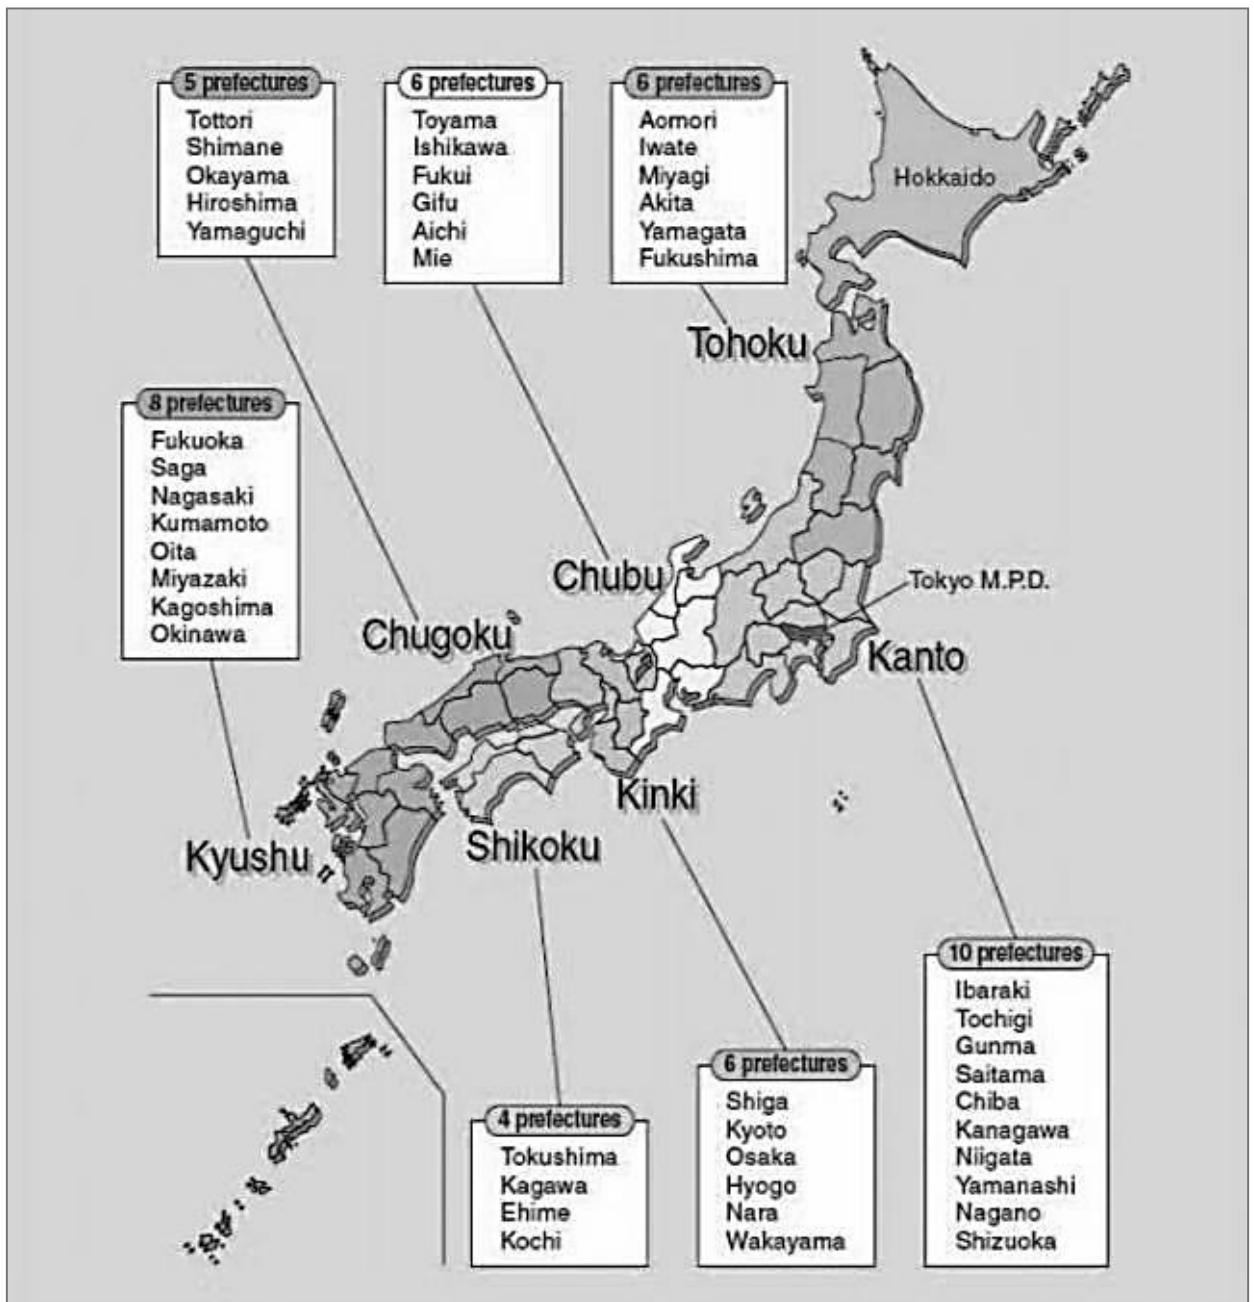 5 prefectures
Tottori
Shimane
Okayama
Hiroshima
Yamaguchi
6 prefectures
Toyama
Ishikawa
Fukui
Gifu
Aichi
Mie
6 prefectures
Aomori
Iwate
Miyagi
Akita
Yamagata
Fukushima
Hokkaido
Tohoku
8 prefectures
Fukuoka
Saga
Nagasaki
Kumamoto
Oita
Miyazaki
Kagoshima
Okinawa
Chubu
Tokyo M.P.D.
Chugoku
Kanto
Kinki
Shikoku
Kyushu
10 prefectures
Ibaraki
Tochigi
Gunma
Saitama
Chiba
Kanagawa
Niigata
Yamanashi
Nagano
Shizuoka
6 prefectures
Shiga
Kyoto
Osaka
Hyogo
Nara
Wakayama
4 prefectures
Tokushima
Kagawa
Ehime
Kochi